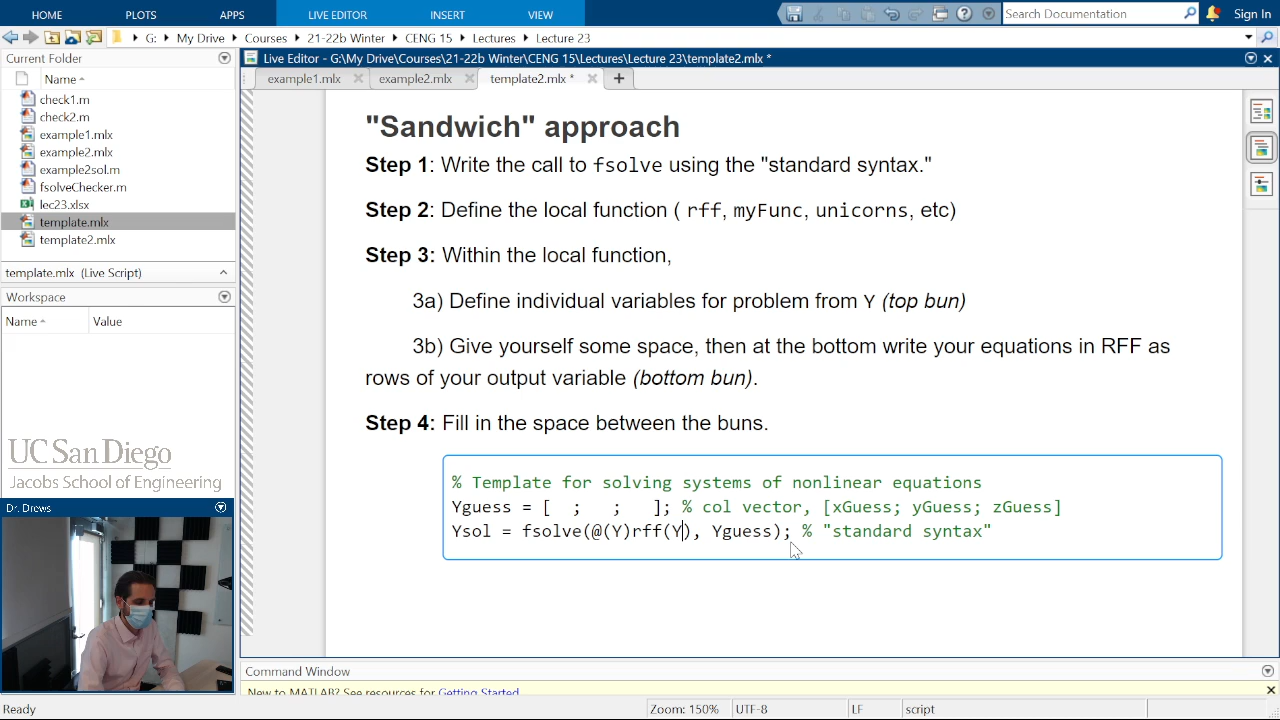 HOME PLOTS APPS LIVE EDITOR INSERT VIEW Search Documentation Sign In
G: My Drive Courses 21-22b Winter CENG 15 Lectures Lecture 23
Current Folder
Live Editor - G:\My Drive\Courses\21-22b Winter\CENG 15\Lectures\Lecture 23\template2.mlx *
Name
example1.mlx example2.mlx template2.mlx *
check1.m
check2.m
example1.mlx
example2.mlx
example2sol.m
fsolveChecker.m
lec23.xlsx
template.mlx
template2.mlx
template.mlx (Live Script)
Workspace
Name Value
UC San Diego
Jacobs School of Engineering
Dr. Drews
"Sandwich" approach
Step 1: Write the call to fsolve using the "standard syntax."
Step 2: Define the local function ( rff, myFunc, unicorns, etc)
Step 3: Within the local function,
3a) Define individual variables for problem from Y (top bun)
3b) Give yourself some space, then at the bottom write your equations in RFF as
rows of your output variable (bottom bun).
Step 4: Fill in the space between the buns.
% Template for solving systems of nonlinear equations
Yguess = [  ;  ;  ]; % col vector, [xGuess; yGuess; zGuess]
Ysol = fsolve(@(Y)rff(Y), Yguess); % "standard syntax"
Command Window
New to MATLAB? See resources for Getting Started.
Ready Zoom: 150% UTF-8 LF script